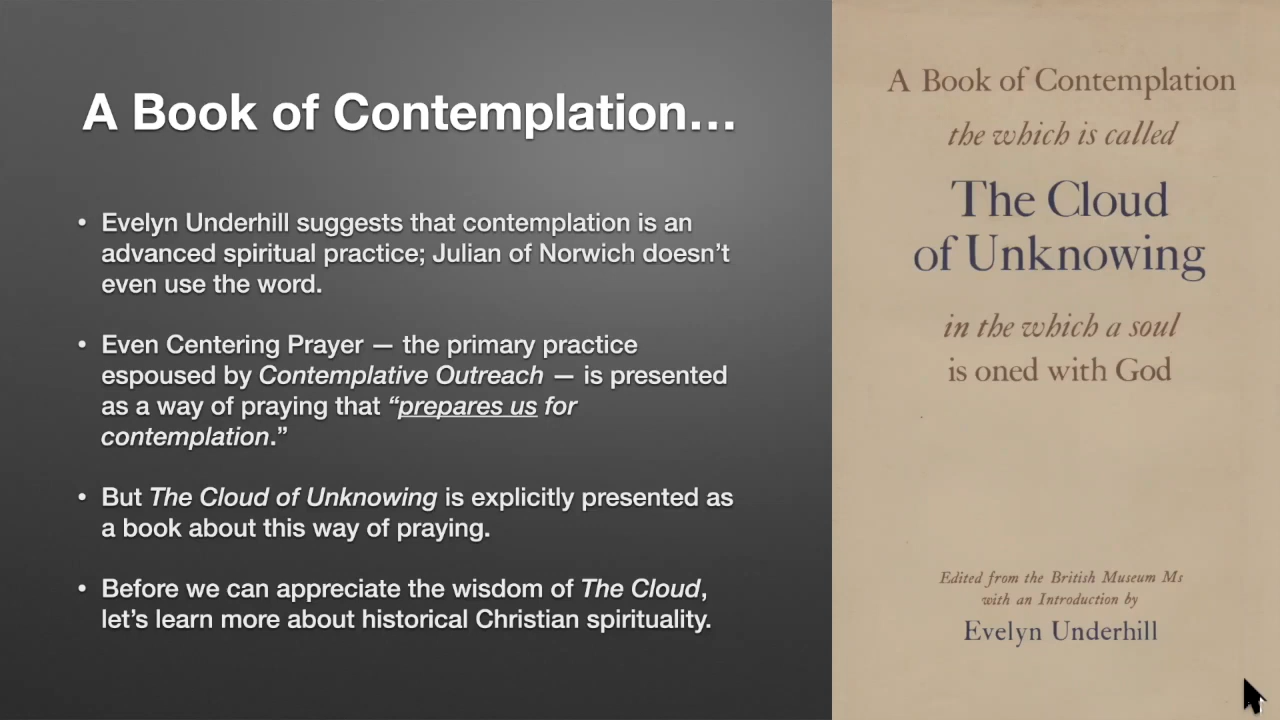 A Book of Contemplation…
• Evelyn Underhill suggests that contemplation is an
advanced spiritual practice; Julian of Norwich doesn’t
even use the word.
• Even Centering Prayer — the primary practice
espoused by Contemplative Outreach — is presented
as a way of praying that “prepares us for
contemplation.”
• But The Cloud of Unknowing is explicitly presented as
a book about this way of praying.
• Before we can appreciate the wisdom of The Cloud,
let’s learn more about historical Christian spirituality.
A Book of Contemplation
the which is called
The Cloud
of Unknowing
in the which a soul
is oned with God
Edited from the British Museum Ms
with an Introduction by
Evelyn Underhill